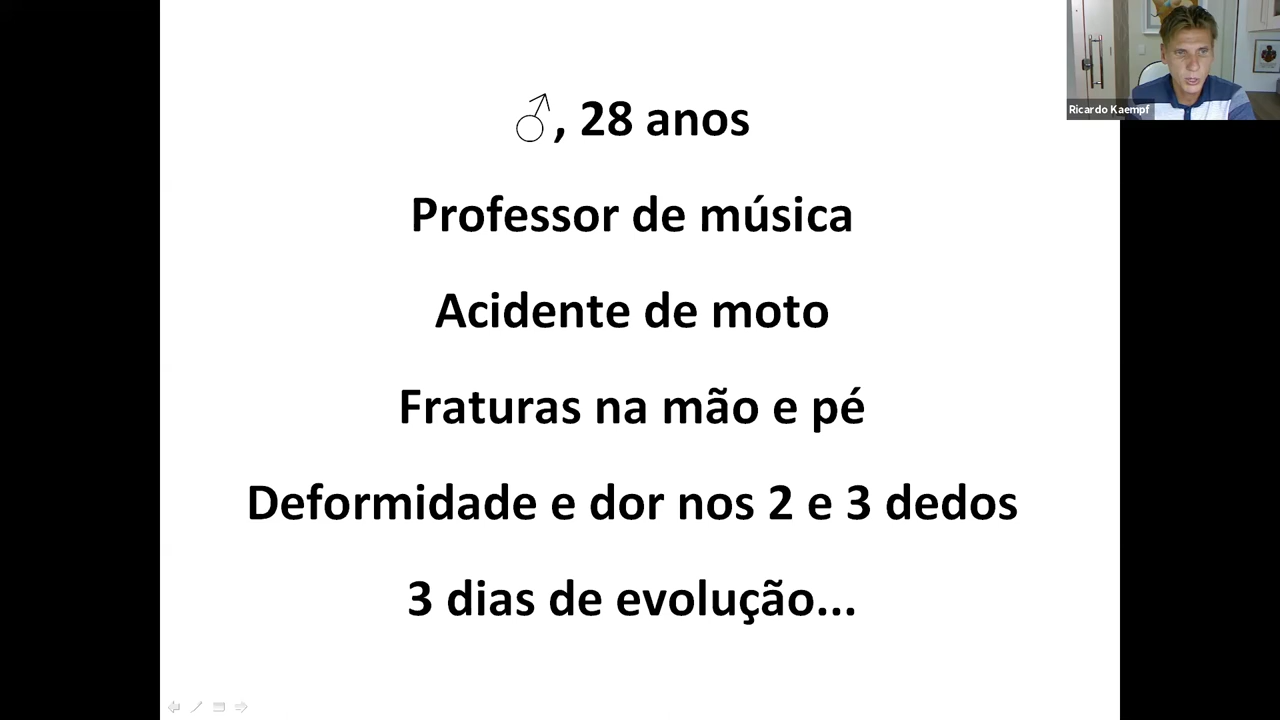 ♂, 28 anos
Professor de música
Acidente de moto
Fraturas na mão e pé
Deformidade e dor nos 2 e 3 dedos
3 dias de evolução...
Ricardo Kaempf